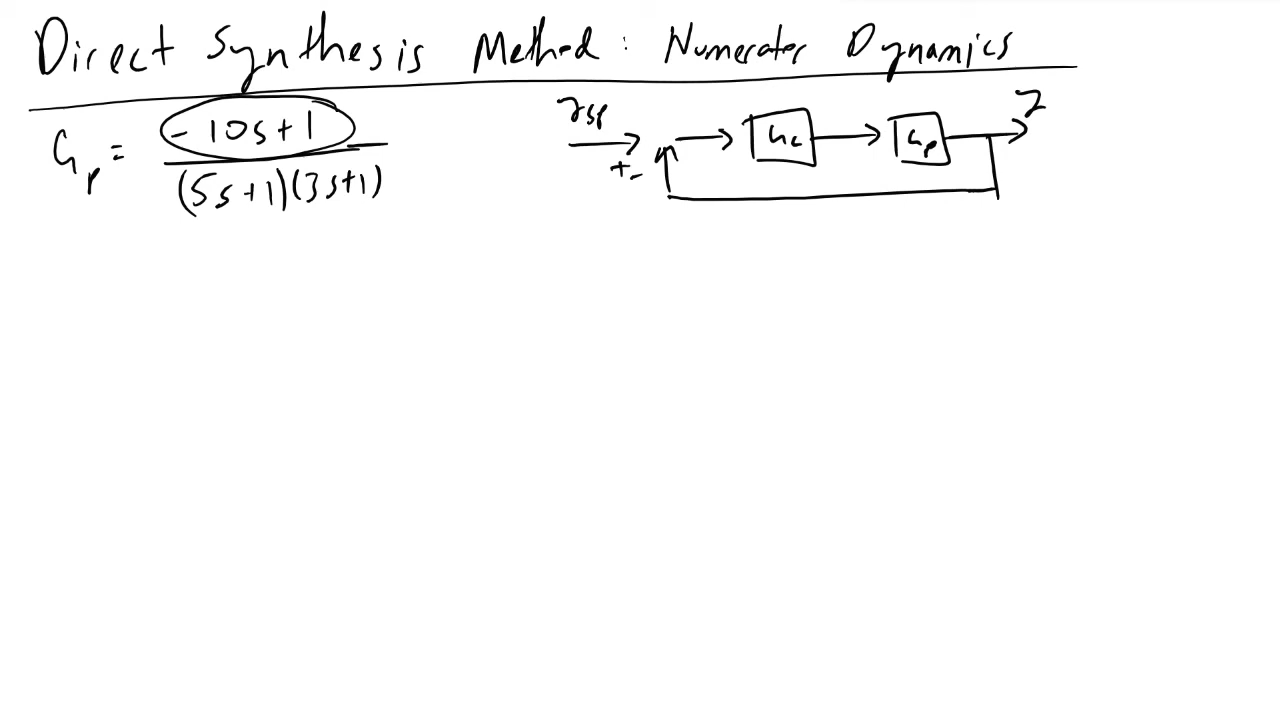 Direct Synthesis Method : Numerator Dynamics
Gp = -10s+1 / (5s+1)(3s+1)
ysp + - Gc Gp y